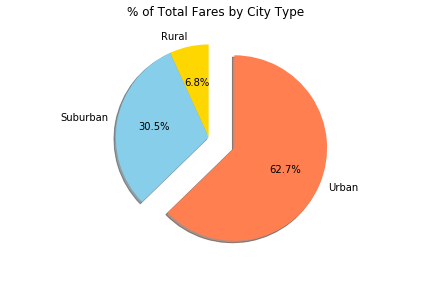 % of Total Fares by City Type
Rural
6.8%
Suburban
30.5%
62.7%
Urban